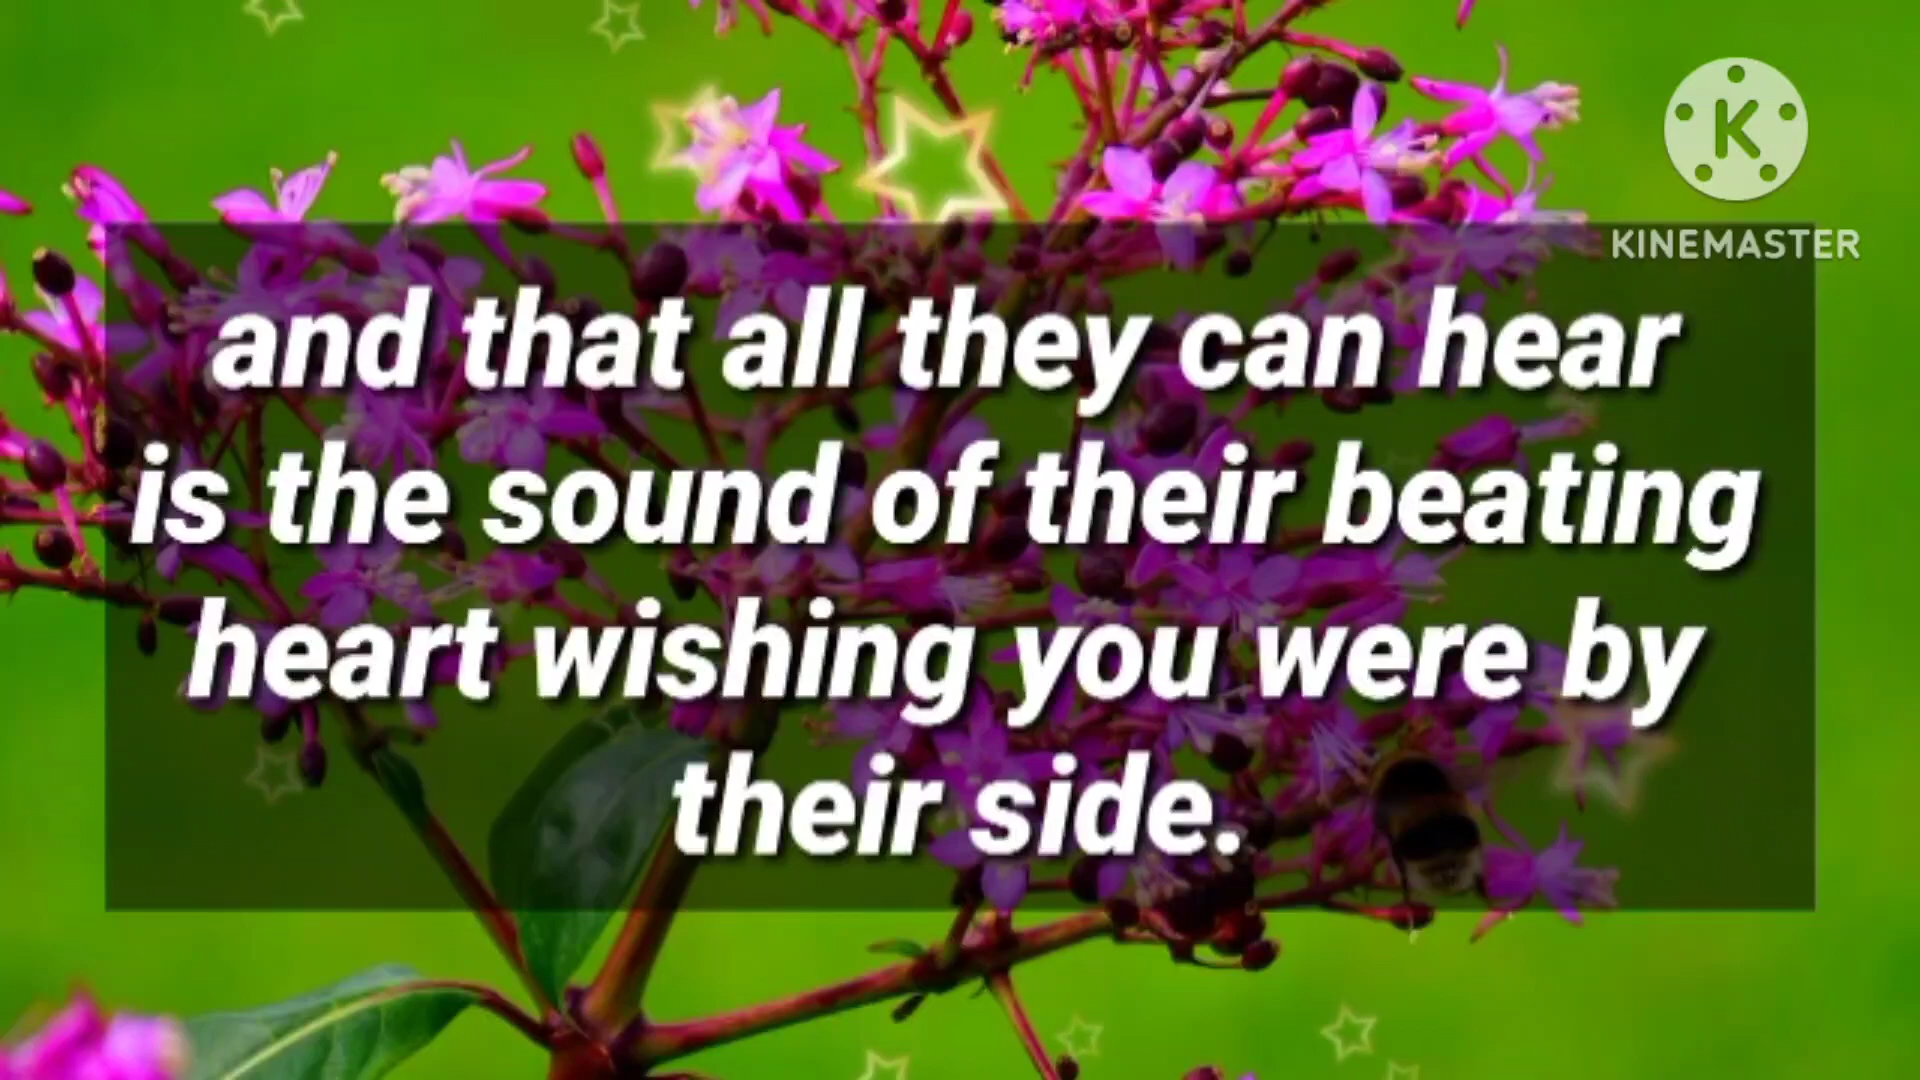 K
KINEMASTER
and that all they can hear
is the sound of their beating
heart wishing you were by
their side.